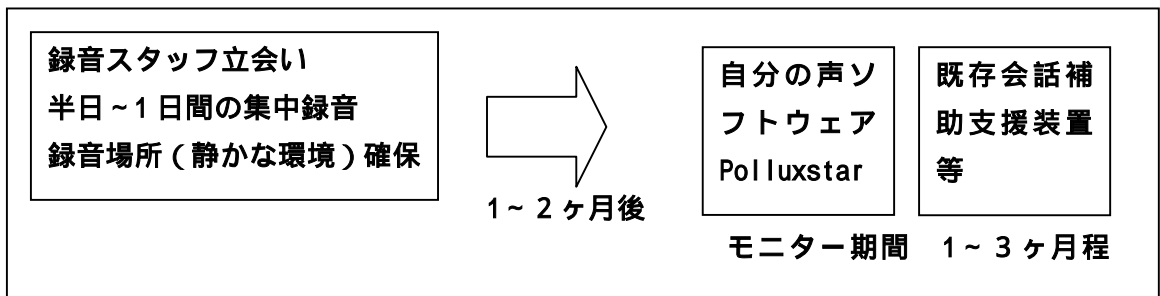 録音スタッフ立会い
半日~1日間の集中録音
録音場所(静かな環境)確保
1~2ヶ月後
自分の声ソ
フトウェア
Polluxstar
既存会話補
助支援装置
等
モニター期間　1~3ヶ月程